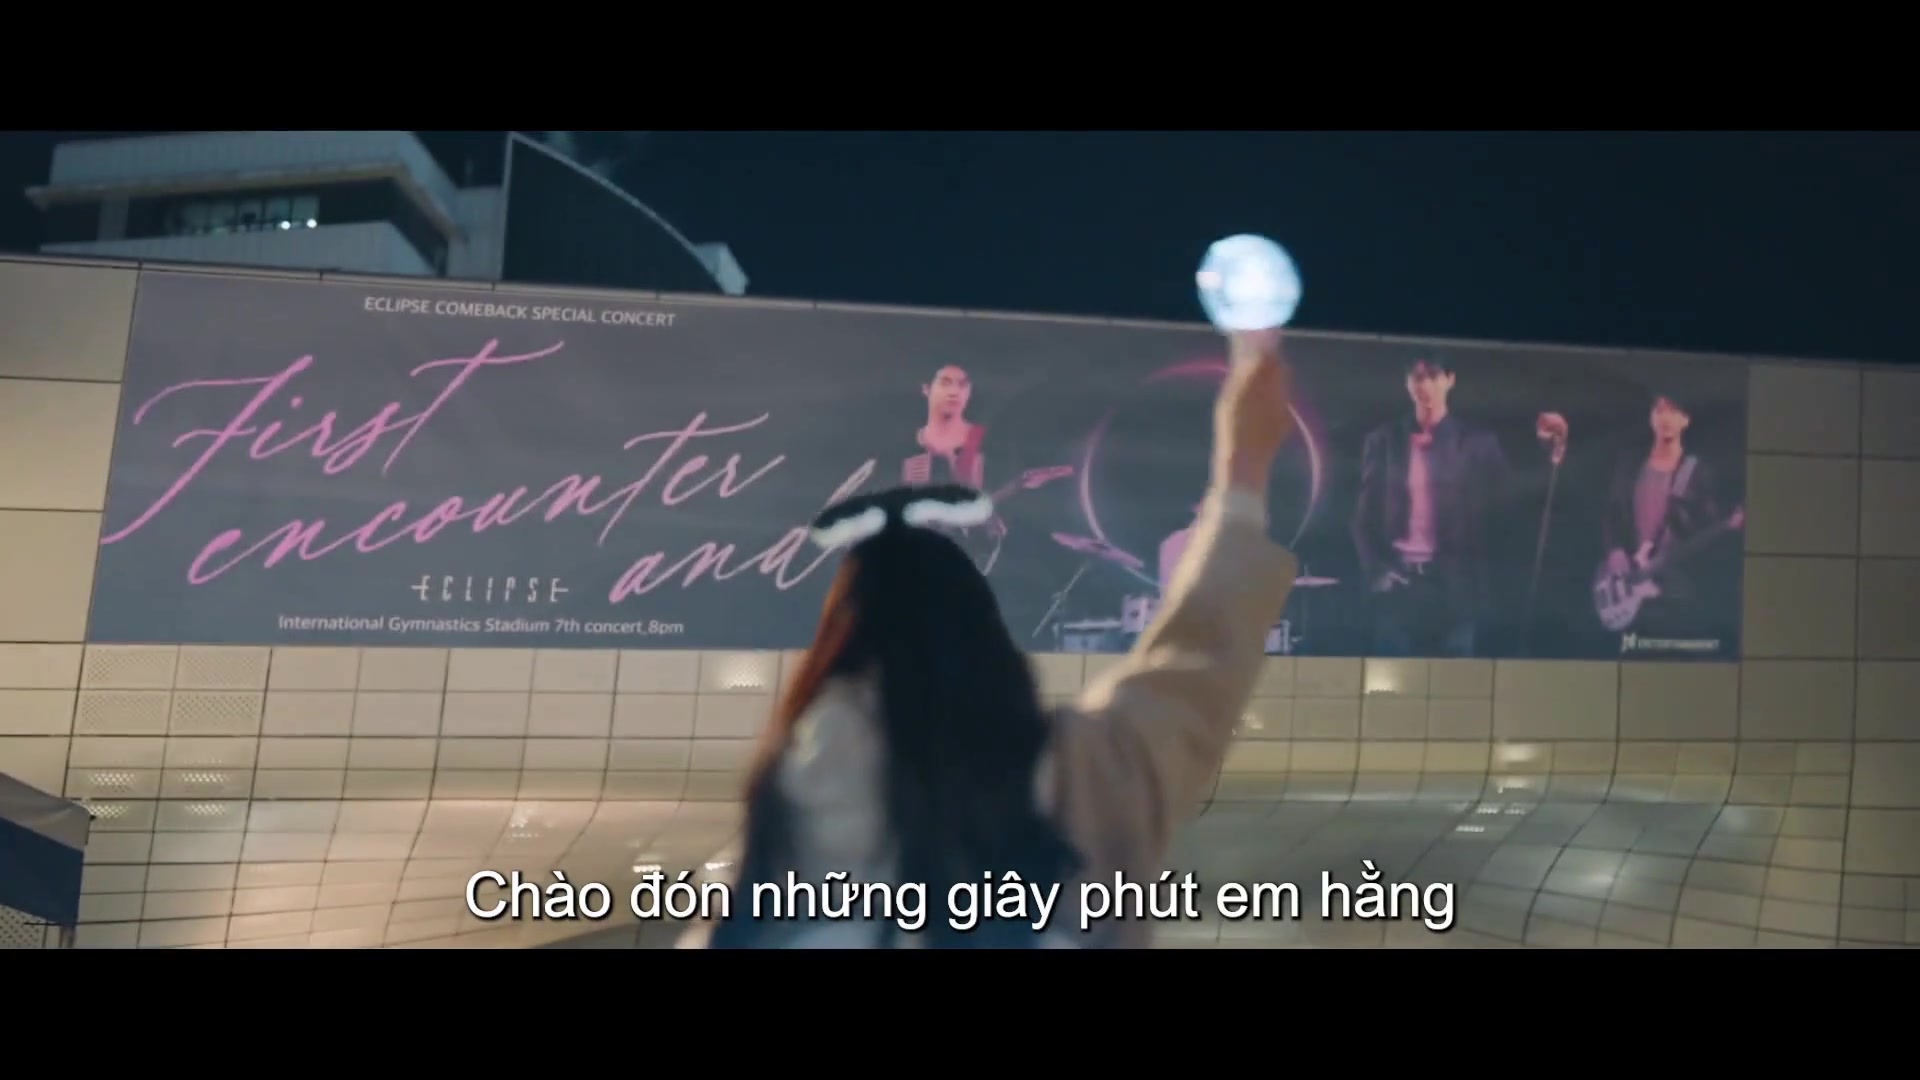 ECLIPSE COMEBACK SPECIAL CONCERT
First
encounter
and
ECLIPSE
International Gymnastics Stadium 7th concert_8pm
ENTERTAINMENT
Chào đón những giây phút em hằng